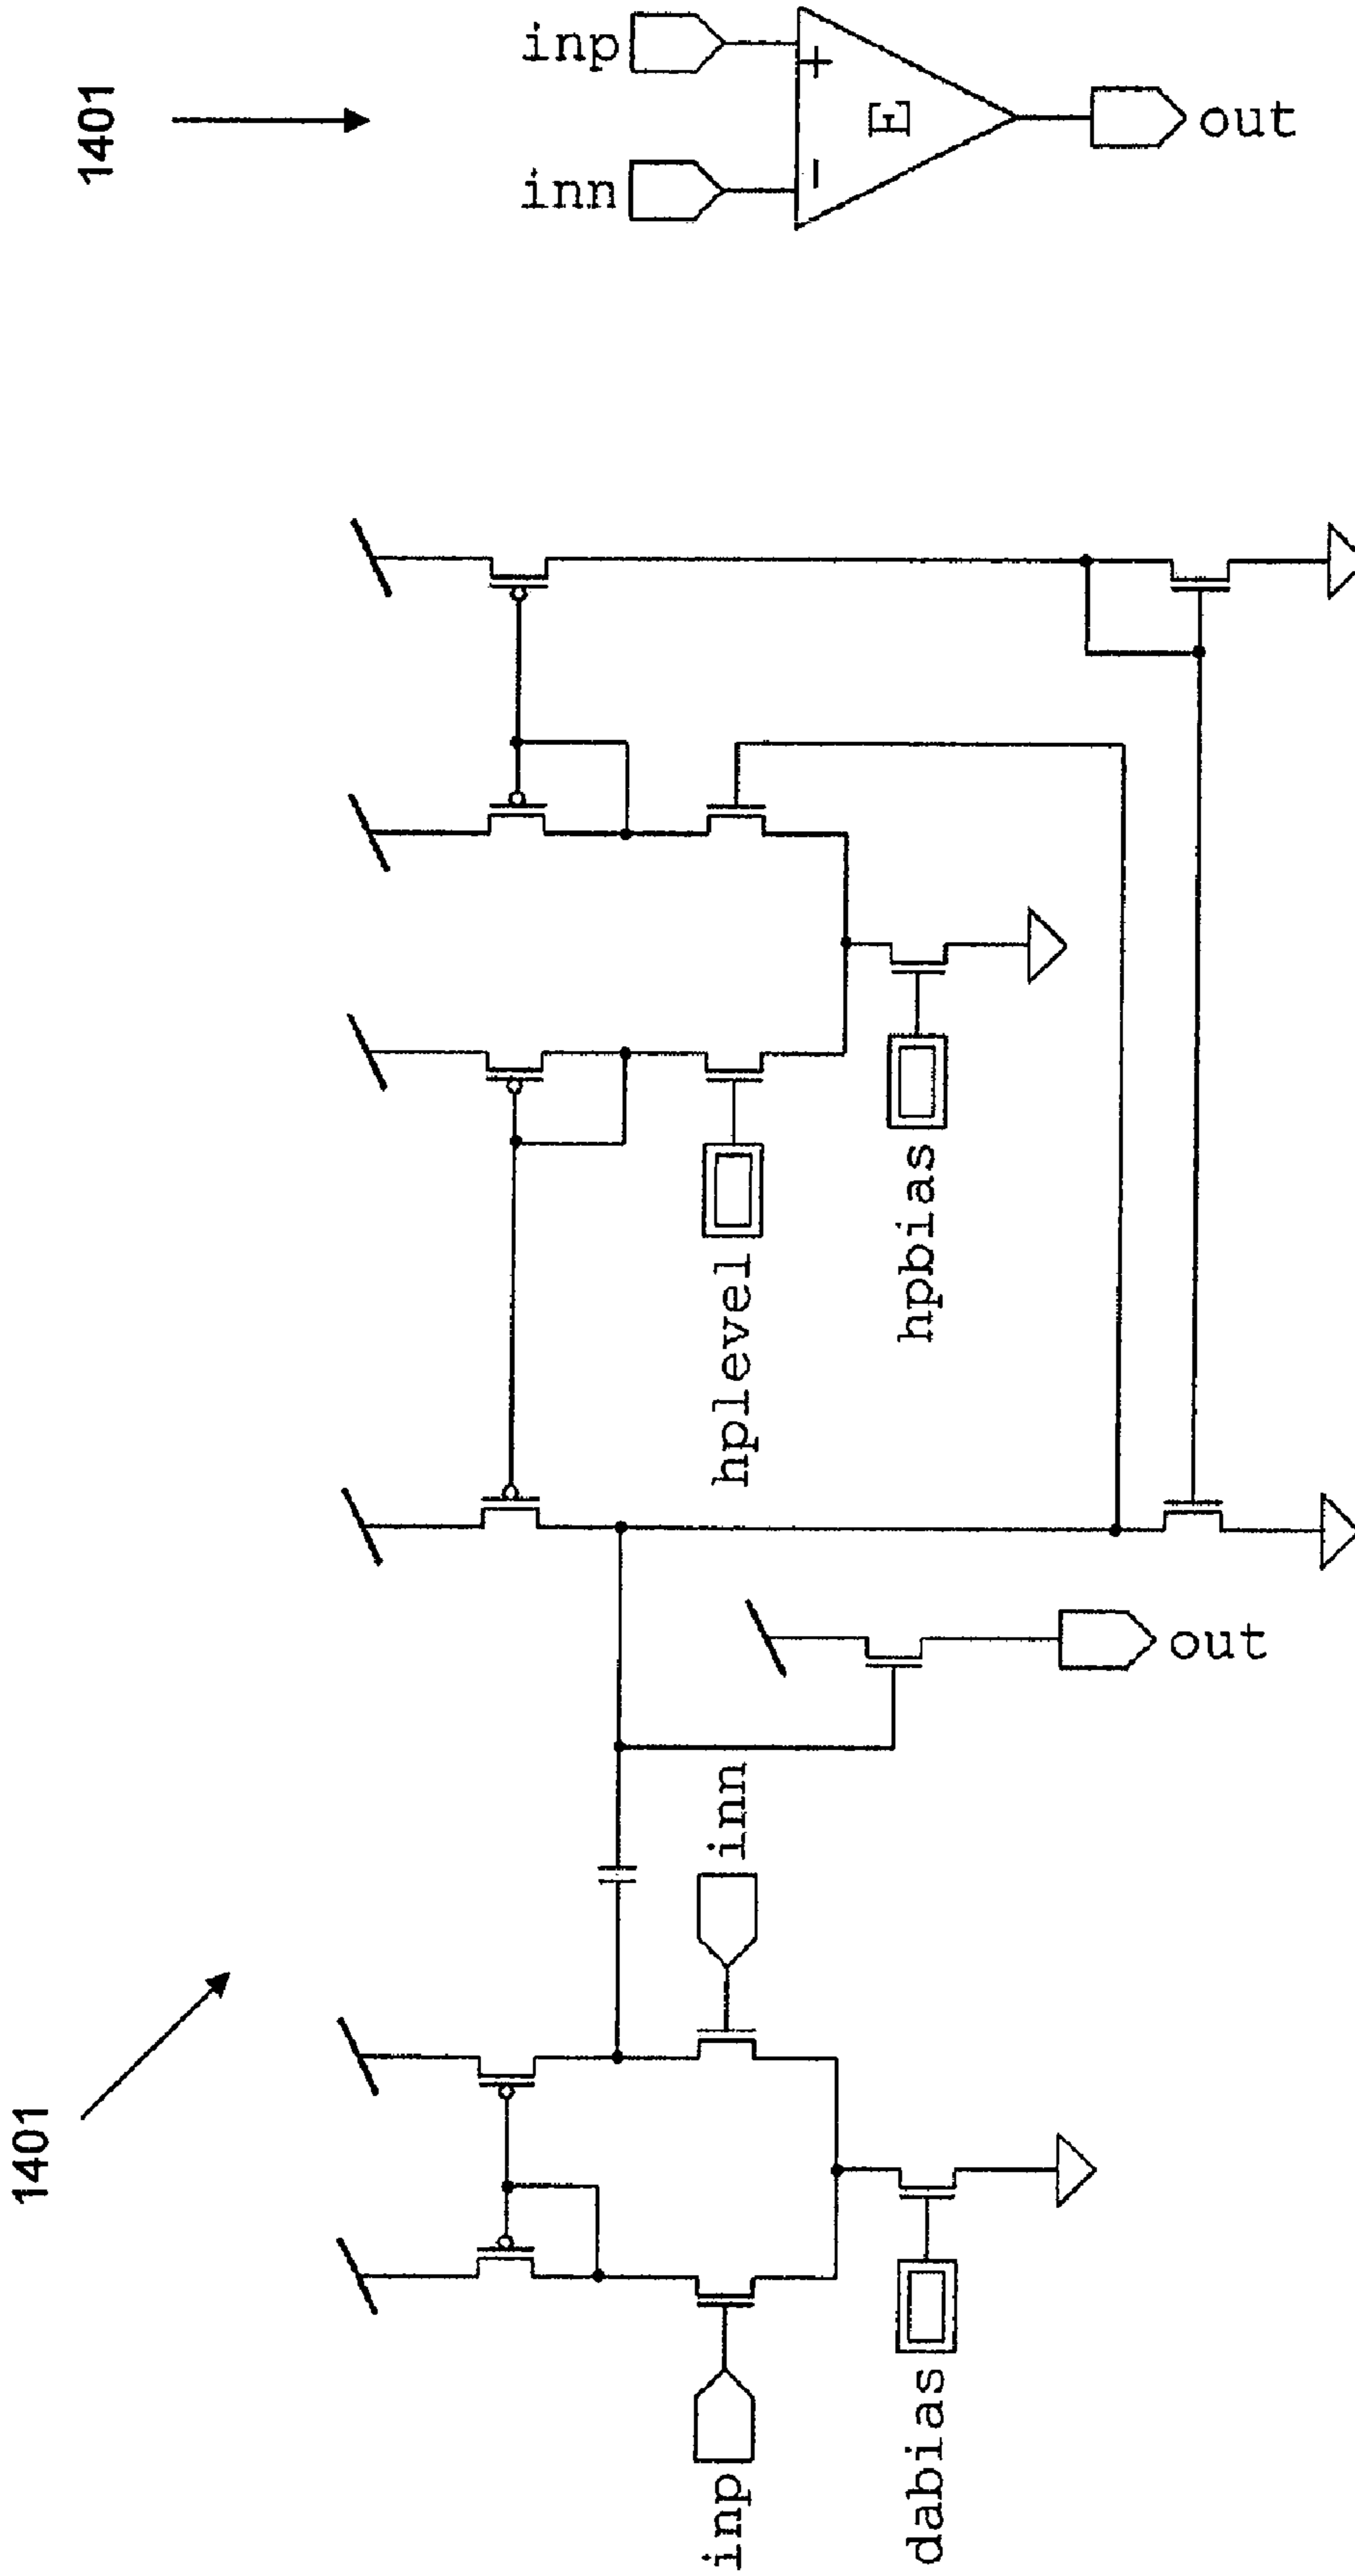 1401
inp
inn
+
−
E
out
hplevel
hpbias
out
inn
1401
inp
dabias